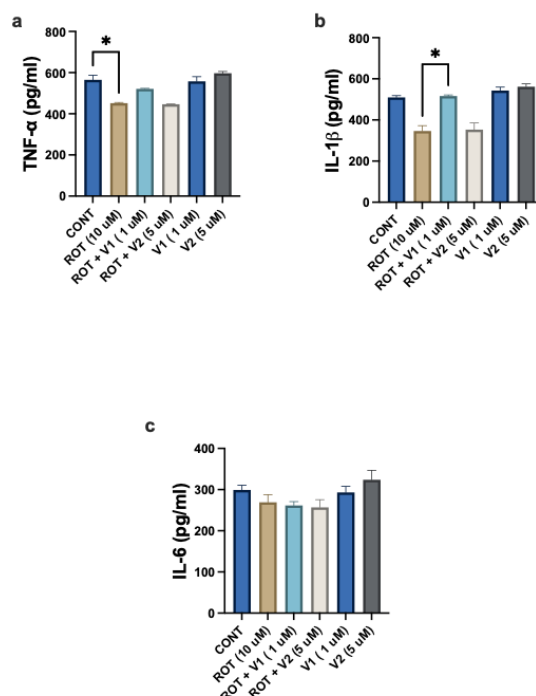 a
*
TNF-α (pg/ml)
800
600
400
200
0
CONT
ROT (10 uM)
ROT + V1 ( 1 uM)
ROT + V2 (5 uM)
V1 ( 1 uM)
V2 (5 uM)
b
*
IL-1β (pg/ml)
800
600
400
200
0
CONT
ROT (10 uM)
ROT + V1 ( 1 uM)
ROT + V2 (5 uM)
V1 ( 1 uM)
V2 (5 uM)
c
IL-6 (pg/ml)
400
300
200
100
0
CONT
ROT (10 uM)
ROT + V1 ( 1 uM)
ROT + V2 (5 uM)
V1 ( 1 uM)
V2 (5 uM)